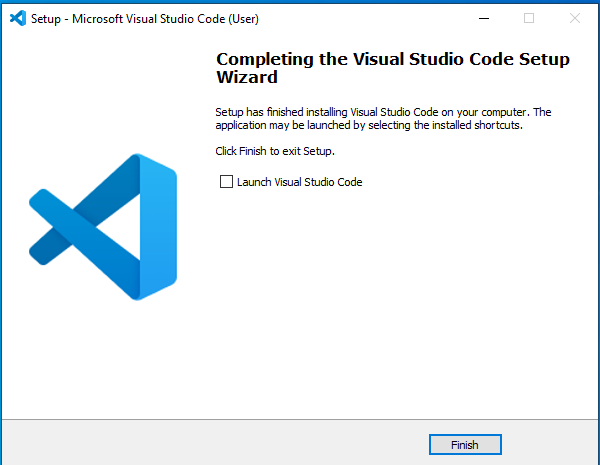 Setup - Microsoft Visual Studio Code (User)
Completing the Visual Studio Code Setup
Wizard
Setup has finished installing Visual Studio Code on your computer. The
application may be launched by selecting the installed shortcuts.
Click Finish to exit Setup.
Launch Visual Studio Code
Finish